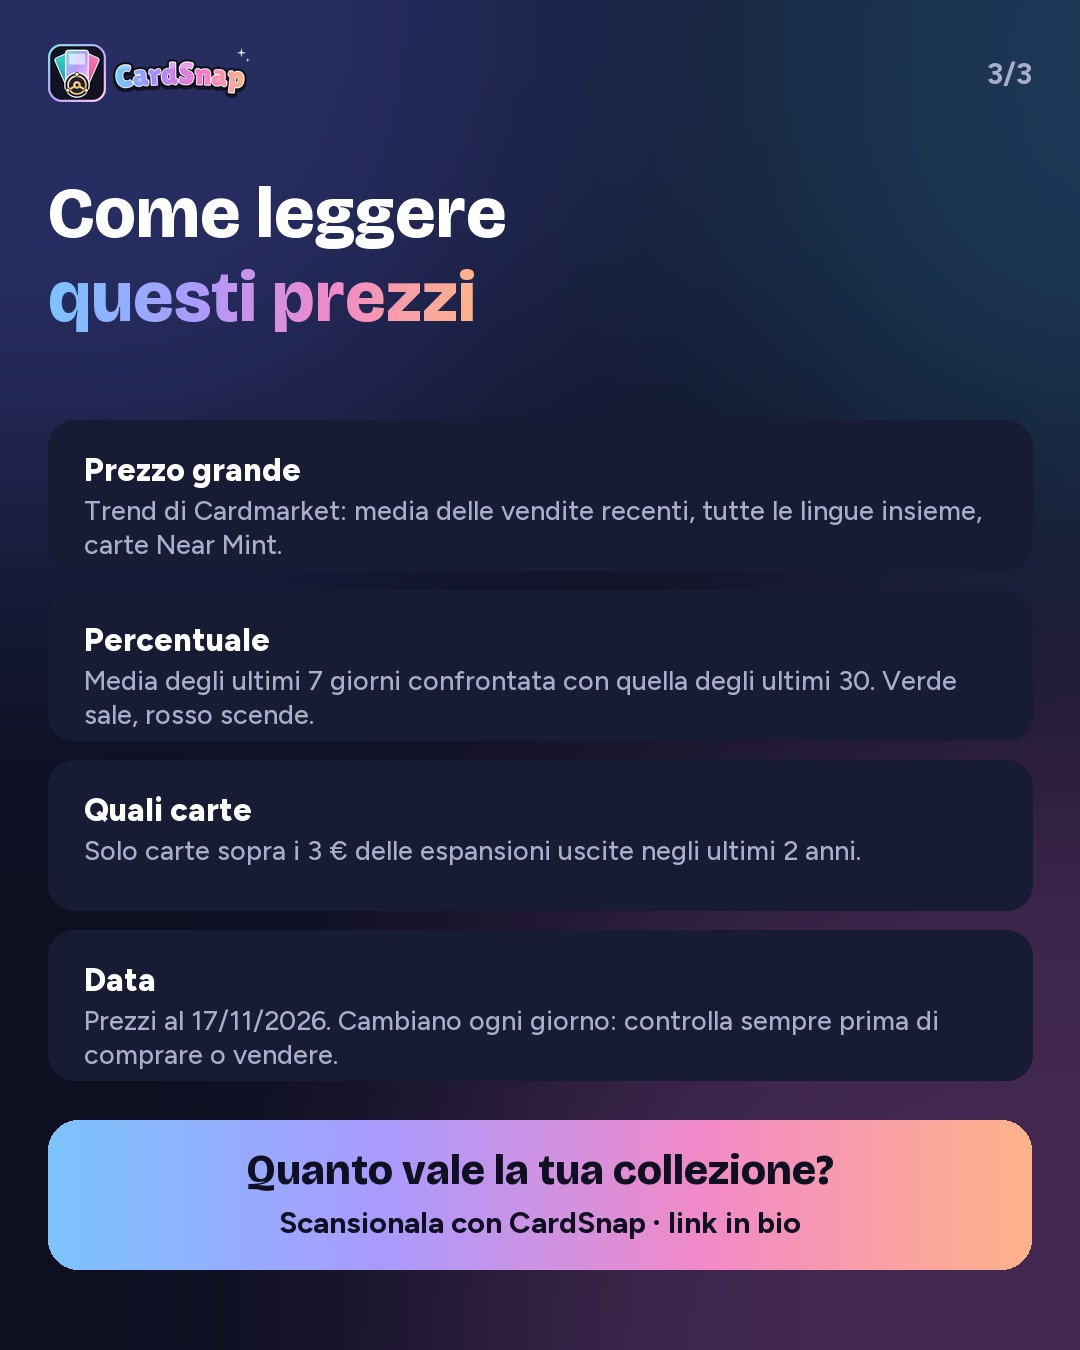 CardSnap
3/3
Come leggere
questi prezzi
Prezzo grande
Trend di Cardmarket: media delle vendite recenti, tutte le lingue insieme,
carte Near Mint.
Percentuale
Media degli ultimi 7 giorni confrontata con quella degli ultimi 30. Verde
sale, rosso scende.
Quali carte
Solo carte sopra i 3 € delle espansioni uscite negli ultimi 2 anni.
Data
Prezzi al 17/11/2026. Cambiano ogni giorno: controlla sempre prima di
comprare o vendere.
Quanto vale la tua collezione?
Scansionala con CardSnap · link in bio